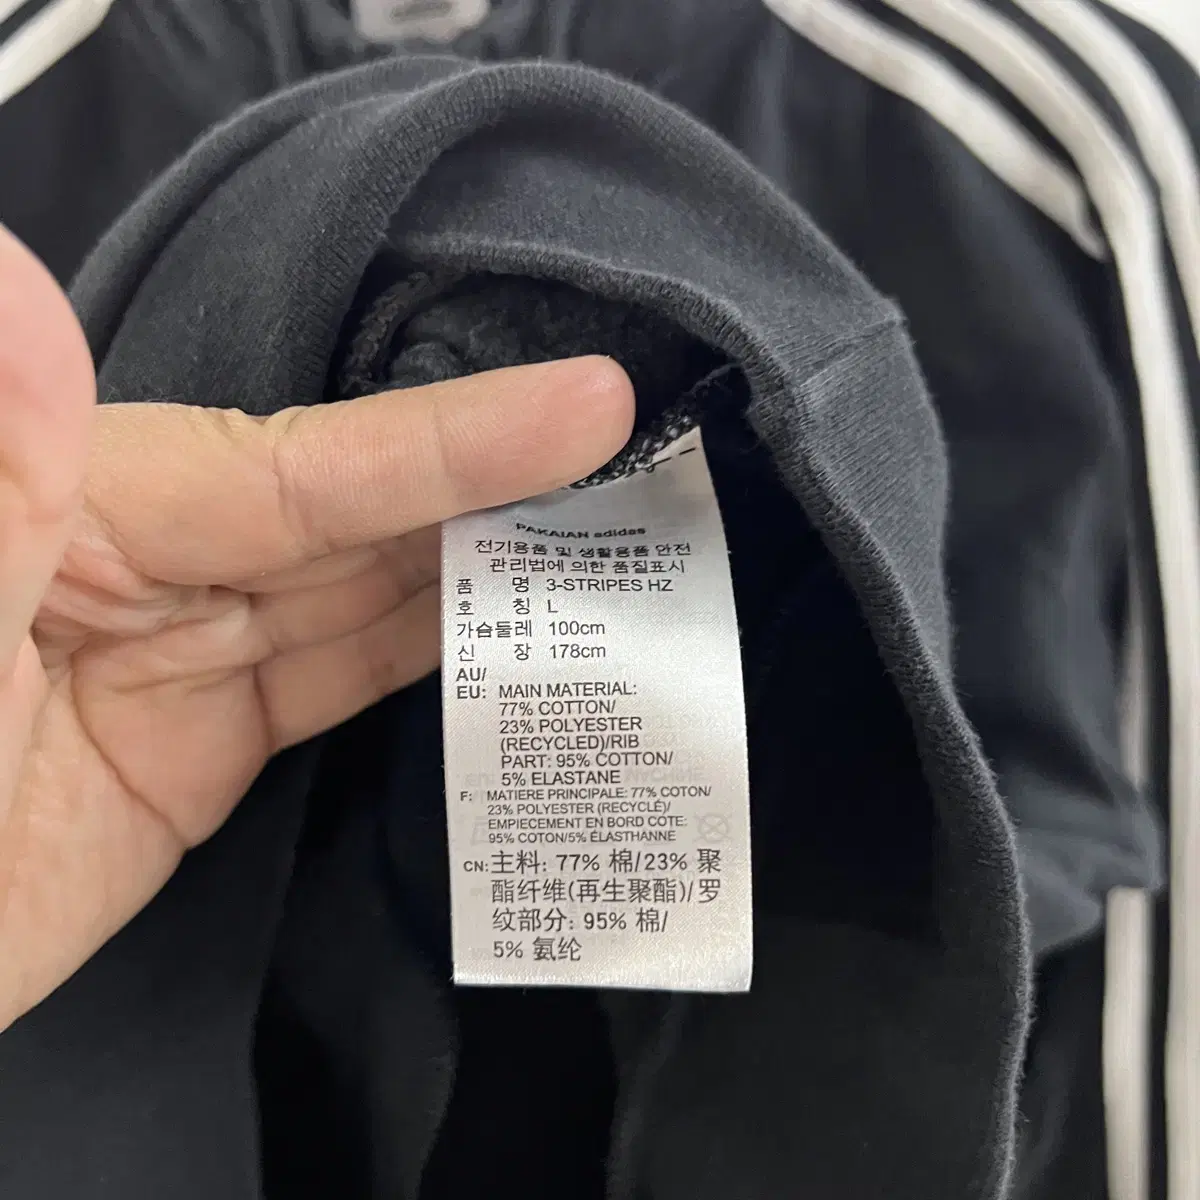 PAKAIAN adidas
전기용품 및 생활용품 안전
관리법에 의한 품질표시
품 명 3-STRIPES HZ
호 칭 L
가슴둘레 100cm
신 장 178cm
AU/
EU: MAIN MATERIAL:
77% COTTON/
23% POLYESTER
(RECYCLED)/RIB
PART: 95% COTTON/
5% ELASTANE
F: MATIERE PRINCIPALE: 77% COTON/
23% POLYESTER (RECYCLÉ)/
EMPIECEMENT EN BORD COTE:
95% COTON/5% ÉLASTHANNE
CN: 主料: 77% 棉/23% 聚
酯纤维(再生聚酯)/罗
纹部分: 95% 棉/
5% 氨纶